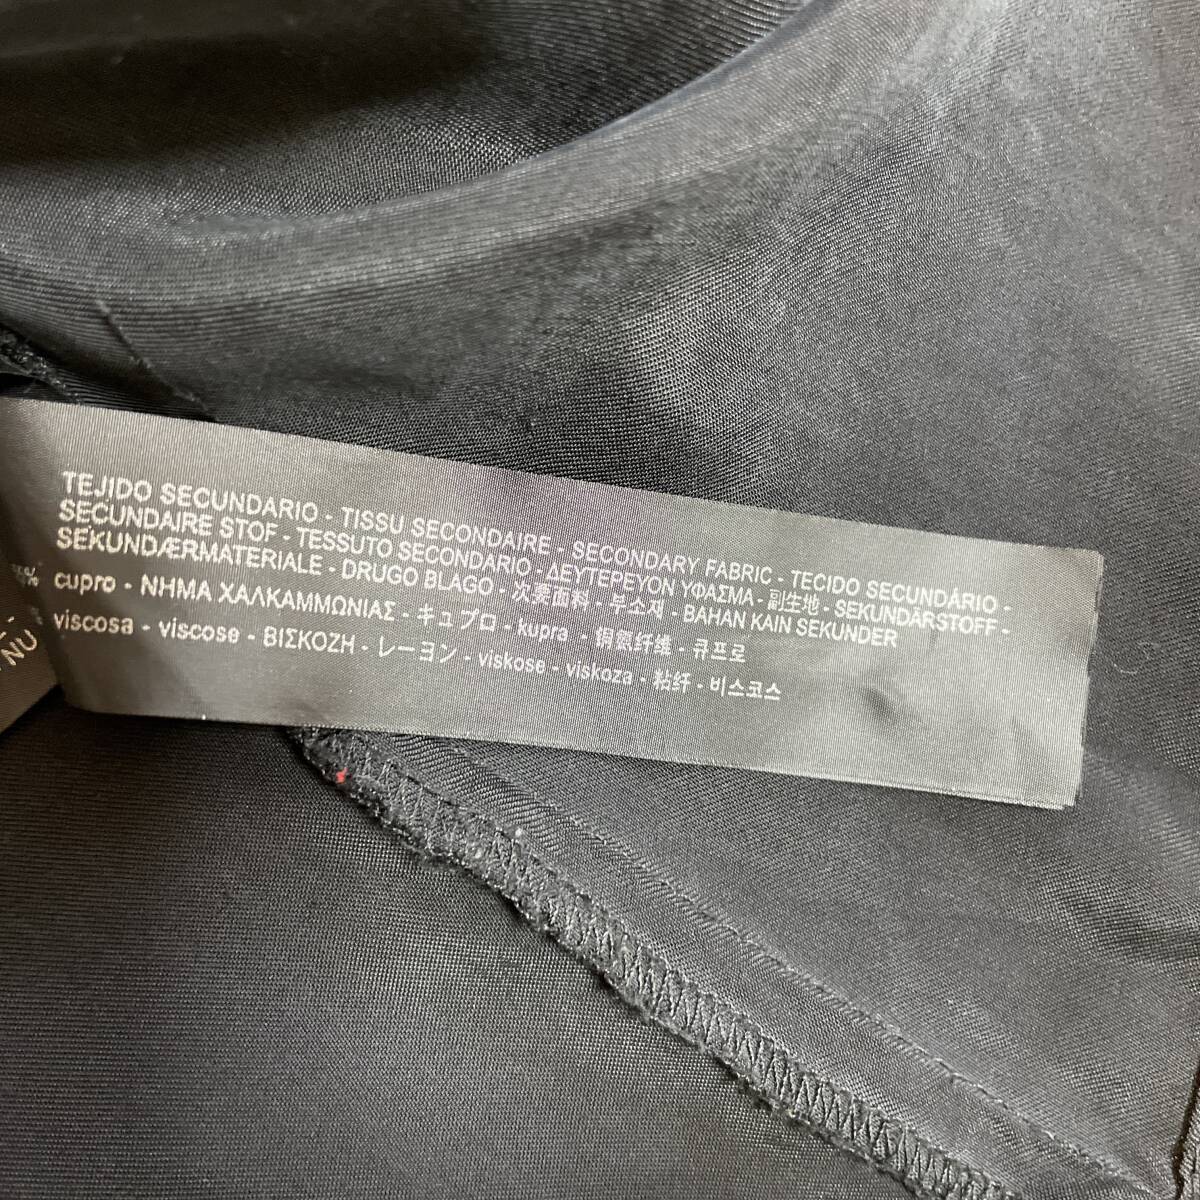 TEJIDO SECUNDARIO - TISSU SECONDAIRE - SECONDARY FABRIC - TECIDO SECUNDÁRIO -
SECUNDAIRE STOF - TESSUTO SECONDARIO - ΔΕΥΤΕΡΕΥΟΝ ΥΦΑΣΜΑ - 副生地 - SEKUNDÄRSTOFF -
SEKUNDÆRMATERIALE - DRUGO BLAGO - 次要面料 - 부소재 - BAHAN KAIN SEKUNDER
% cupro - ΝΗΜΑ ΧΑΛΚΑΜΜΩΝΙΑΣ - キュプロ - kupra - 铜氨纤维 - 큐프로
viscosa - viscose - ΒΙΣΚΟΖΗ - レーヨン - viskose - viskoza - 粘纤 - 비스코스
NU